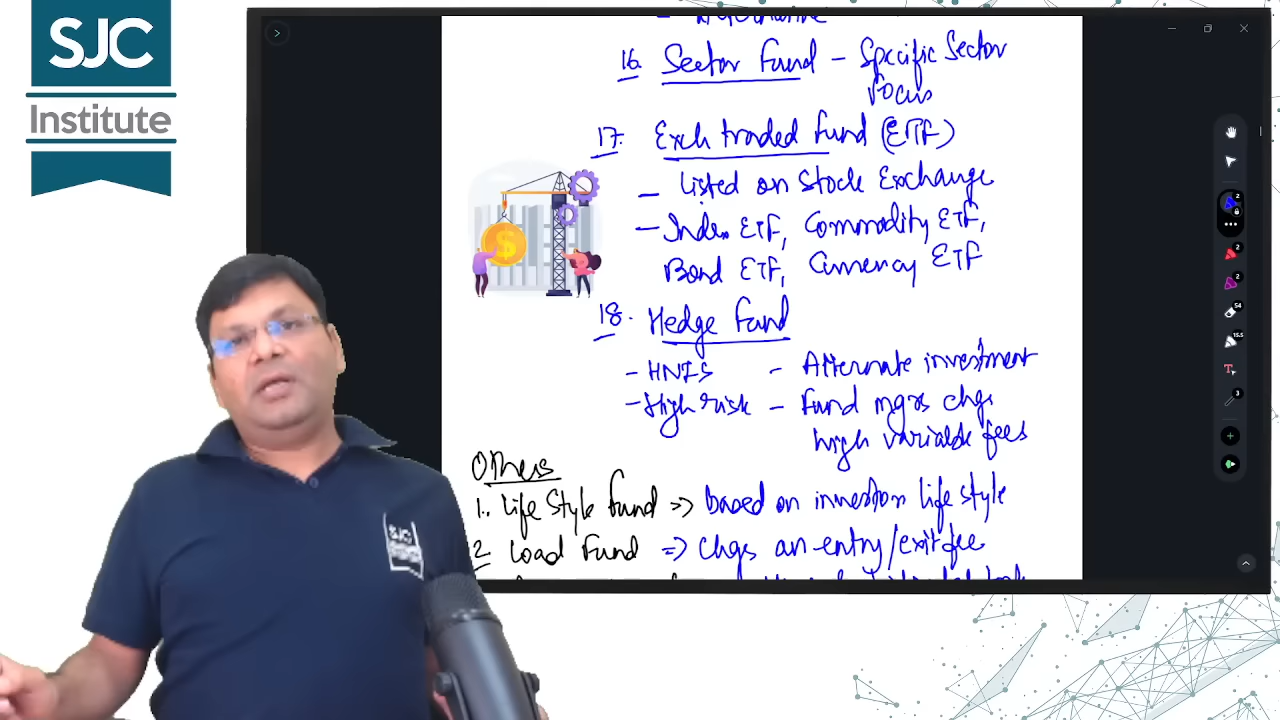 SJC
Institute
16. Sector Fund - Specific Sector
Focus
17. Exch traded Fund (ETF)
- Listed on Stock Exchange
- Index ETF, Commodity ETF,
Bond ETF, Currency ETF
18. Hedge Fund
- HNIS - Alternate investment
- High risk - Fund mgrs chgs
high variable fees
Others
1. Life Style Fund => based on investors life style
2 Load Fund => chgs an entry/exit fee
SJC